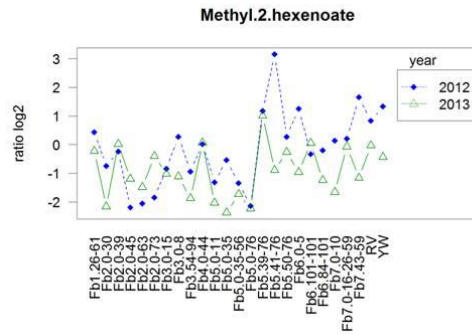 Methyl.2.hexenoate
year
2012
2013
ratio log2
3
2
1
0
-1
-2
Fb1.26-61
Fb2.0-30
Fb2.0-39
Fb2.0-45
Fb2.0-63
Fb2.0-73
Fb3.0-15
Fb3.0-8
Fb3.54-94
Fb4.0-44
Fb5.0-11
Fb5.0-35
Fb5.0-35-56
Fb5.0-76
Fb5.39-76
Fb5.41-76
Fb5.50-76
Fb6.0-5
Fb6.101-101
Fb6.84-101
Fb7.0-10
Fb7.0-16-26-59
Fb7.43-59
RV
YW